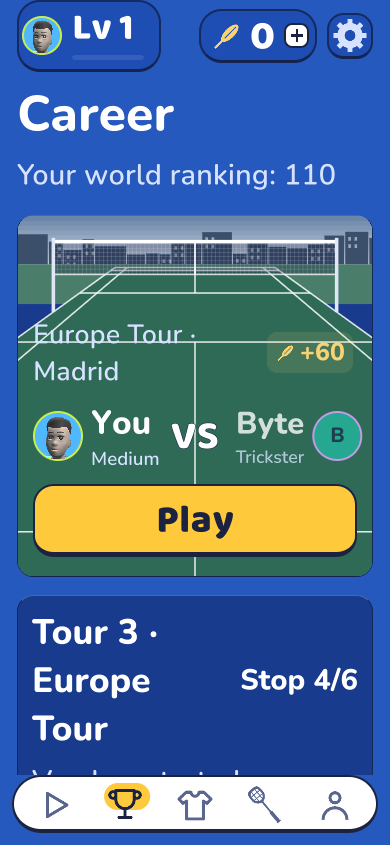 Lv 1
0
Career
Your world ranking: 110
Europe Tour ·
Madrid
+60
You
Medium
VS
Byte
Trickster
B
Play
Tour 3 ·
Europe
Tour
Stop 4/6